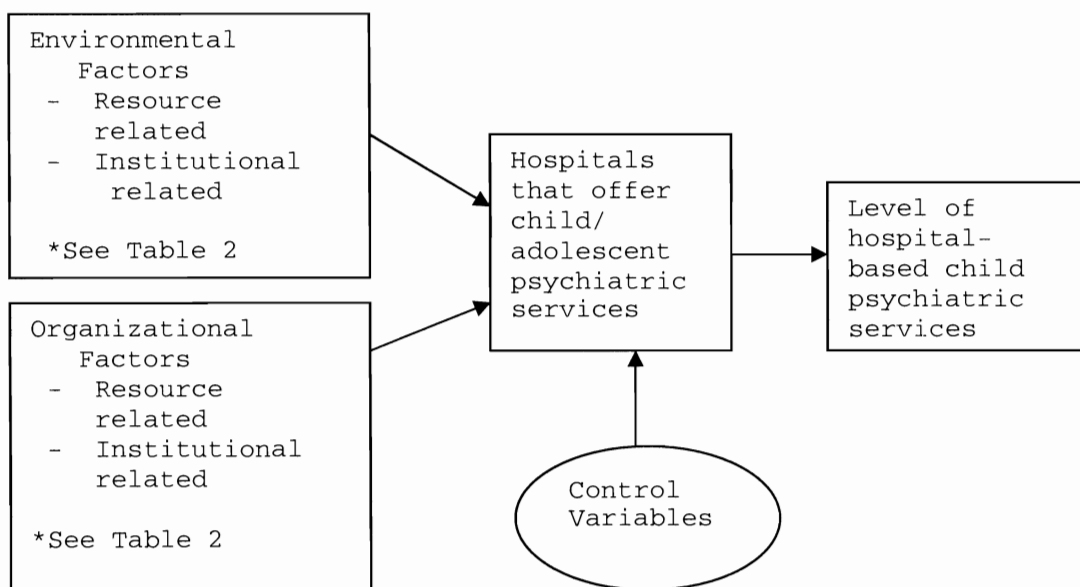 Environmental
Factors
- Resource
related
- Institutional
related
*See Table 2
Organizational
Factors
- Resource
related
- Institutional
related
*See Table 2
Hospitals
that offer
child/
adolescent
psychiatric
services
Control
Variables
Level of
hospital-
based child
psychiatric
services